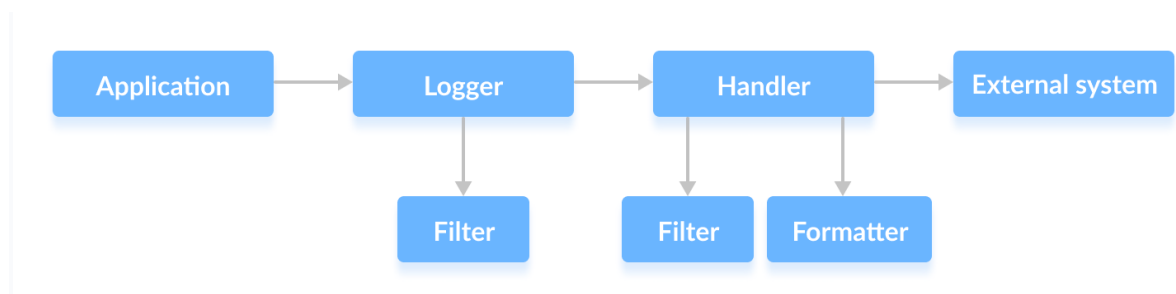 Application
Logger
Handler
External system
Filter
Filter
Formatter